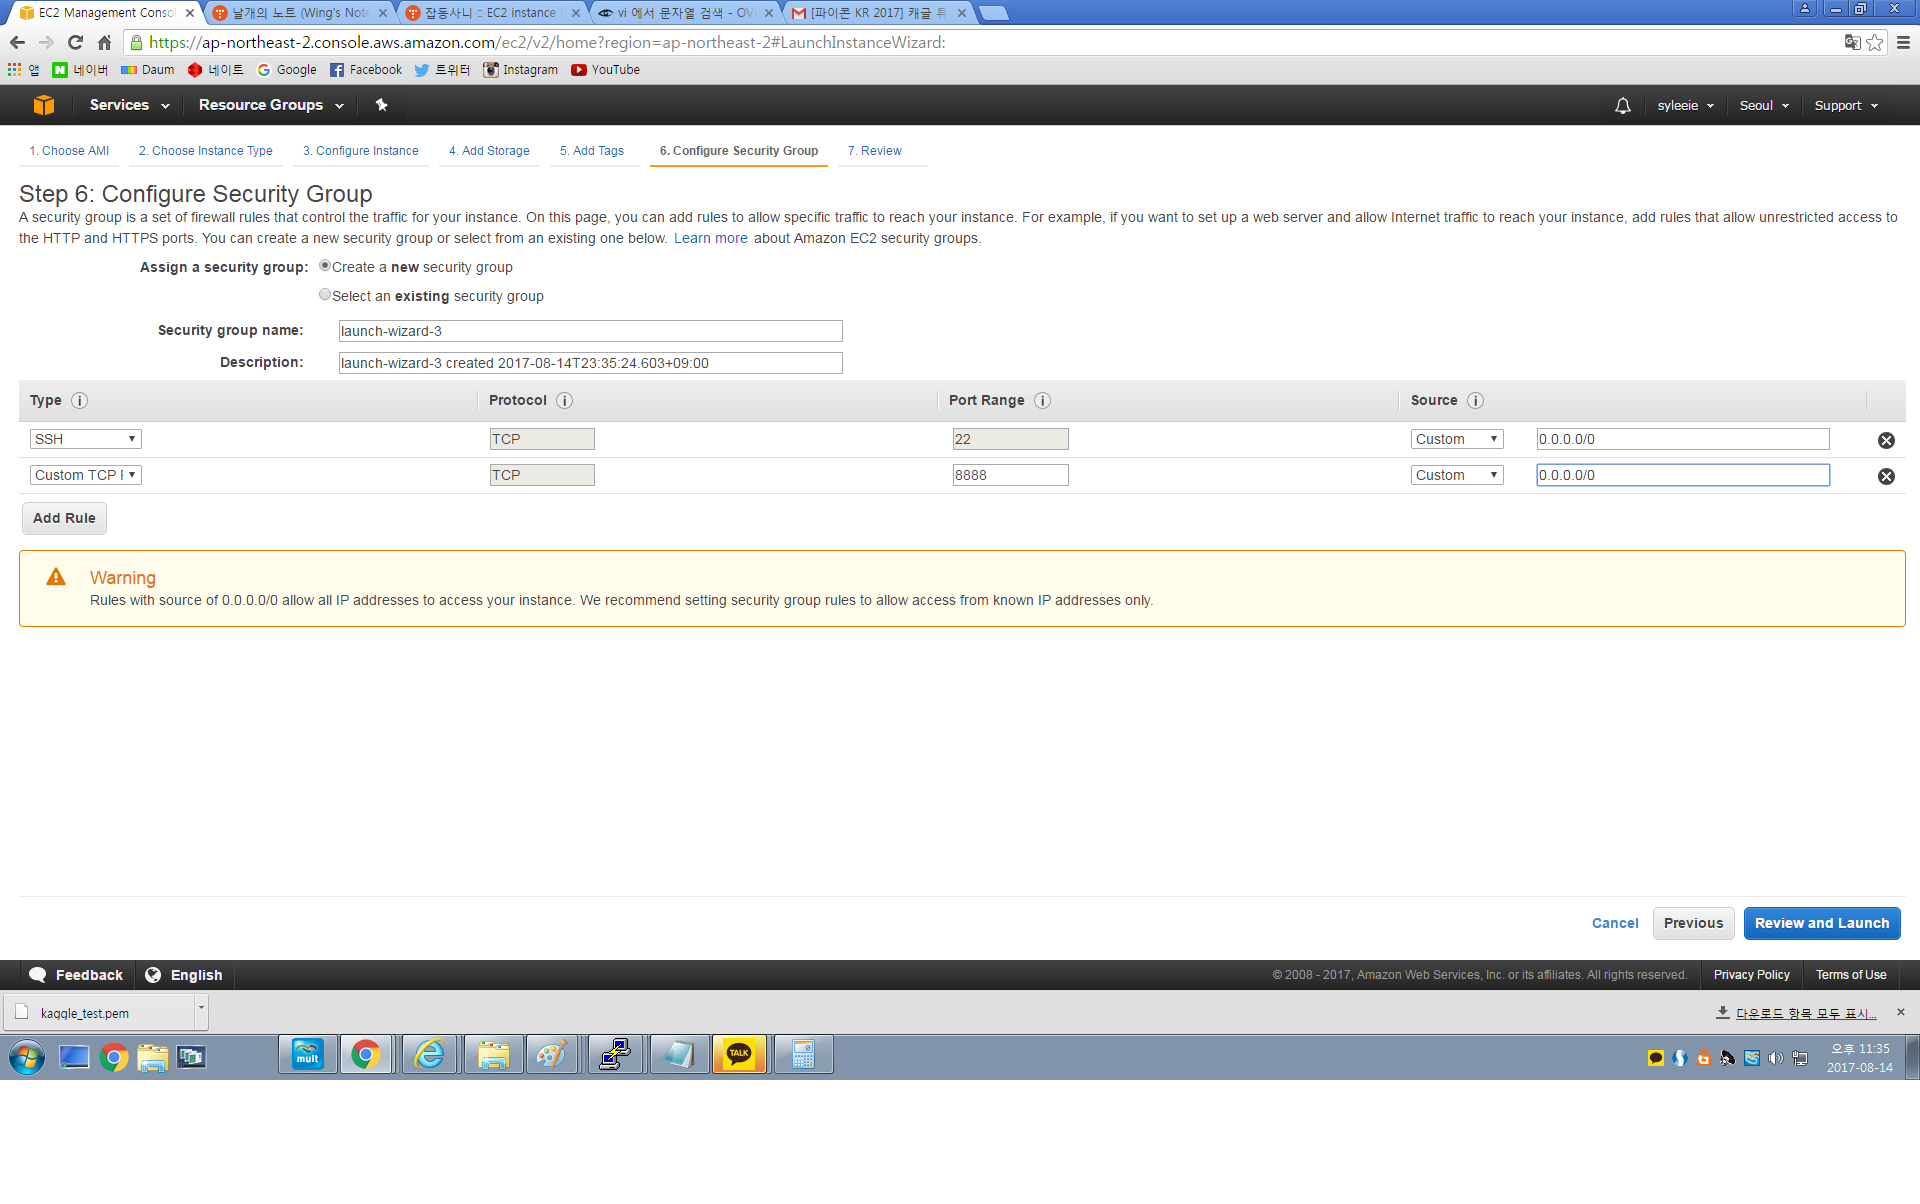 EC2 Management Consol
날개의 노트 (Wing's Note
잡동사니 :: EC2 instance
vi 에서 문자열 검색 - OV
[파이콘 KR 2017] 캐글 튜
https://ap-northeast-2.console.aws.amazon.com/ec2/v2/home?region=ap-northeast-2#LaunchInstanceWizard:
앱 네이버 Daum 네이트 Google Facebook 트위터 Instagram YouTube
Services Resource Groups syleeie Seoul Support
1. Choose AMI 2. Choose Instance Type 3. Configure Instance 4. Add Storage 5. Add Tags 6. Configure Security Group 7. Review
Step 6: Configure Security Group
A security group is a set of firewall rules that control the traffic for your instance. On this page, you can add rules to allow specific traffic to reach your instance. For example, if you want to set up a web server and allow Internet traffic to reach your instance, add rules that allow unrestricted access to
the HTTP and HTTPS ports. You can create a new security group or select from an existing one below. Learn more about Amazon EC2 security groups.
Assign a security group: Create a new security group
Select an existing security group
Security group name: launch-wizard-3
Description: launch-wizard-3 created 2017-08-14T23:35:24.603+09:00
Type Protocol Port Range Source
SSH TCP 22 Custom 0.0.0.0/0
Custom TCP TCP 8888 Custom 0.0.0.0/0
Add Rule
Warning
Rules with source of 0.0.0.0/0 allow all IP addresses to access your instance. We recommend setting security group rules to allow access from known IP addresses only.
Cancel Previous Review and Launch
Feedback English © 2008 - 2017, Amazon Web Services, Inc. or its affiliates. All rights reserved. Privacy Policy Terms of Use
kaggle_test.pem 다운로드 항목 모두 표시...
mult TALK
오후 11:35
2017-08-14